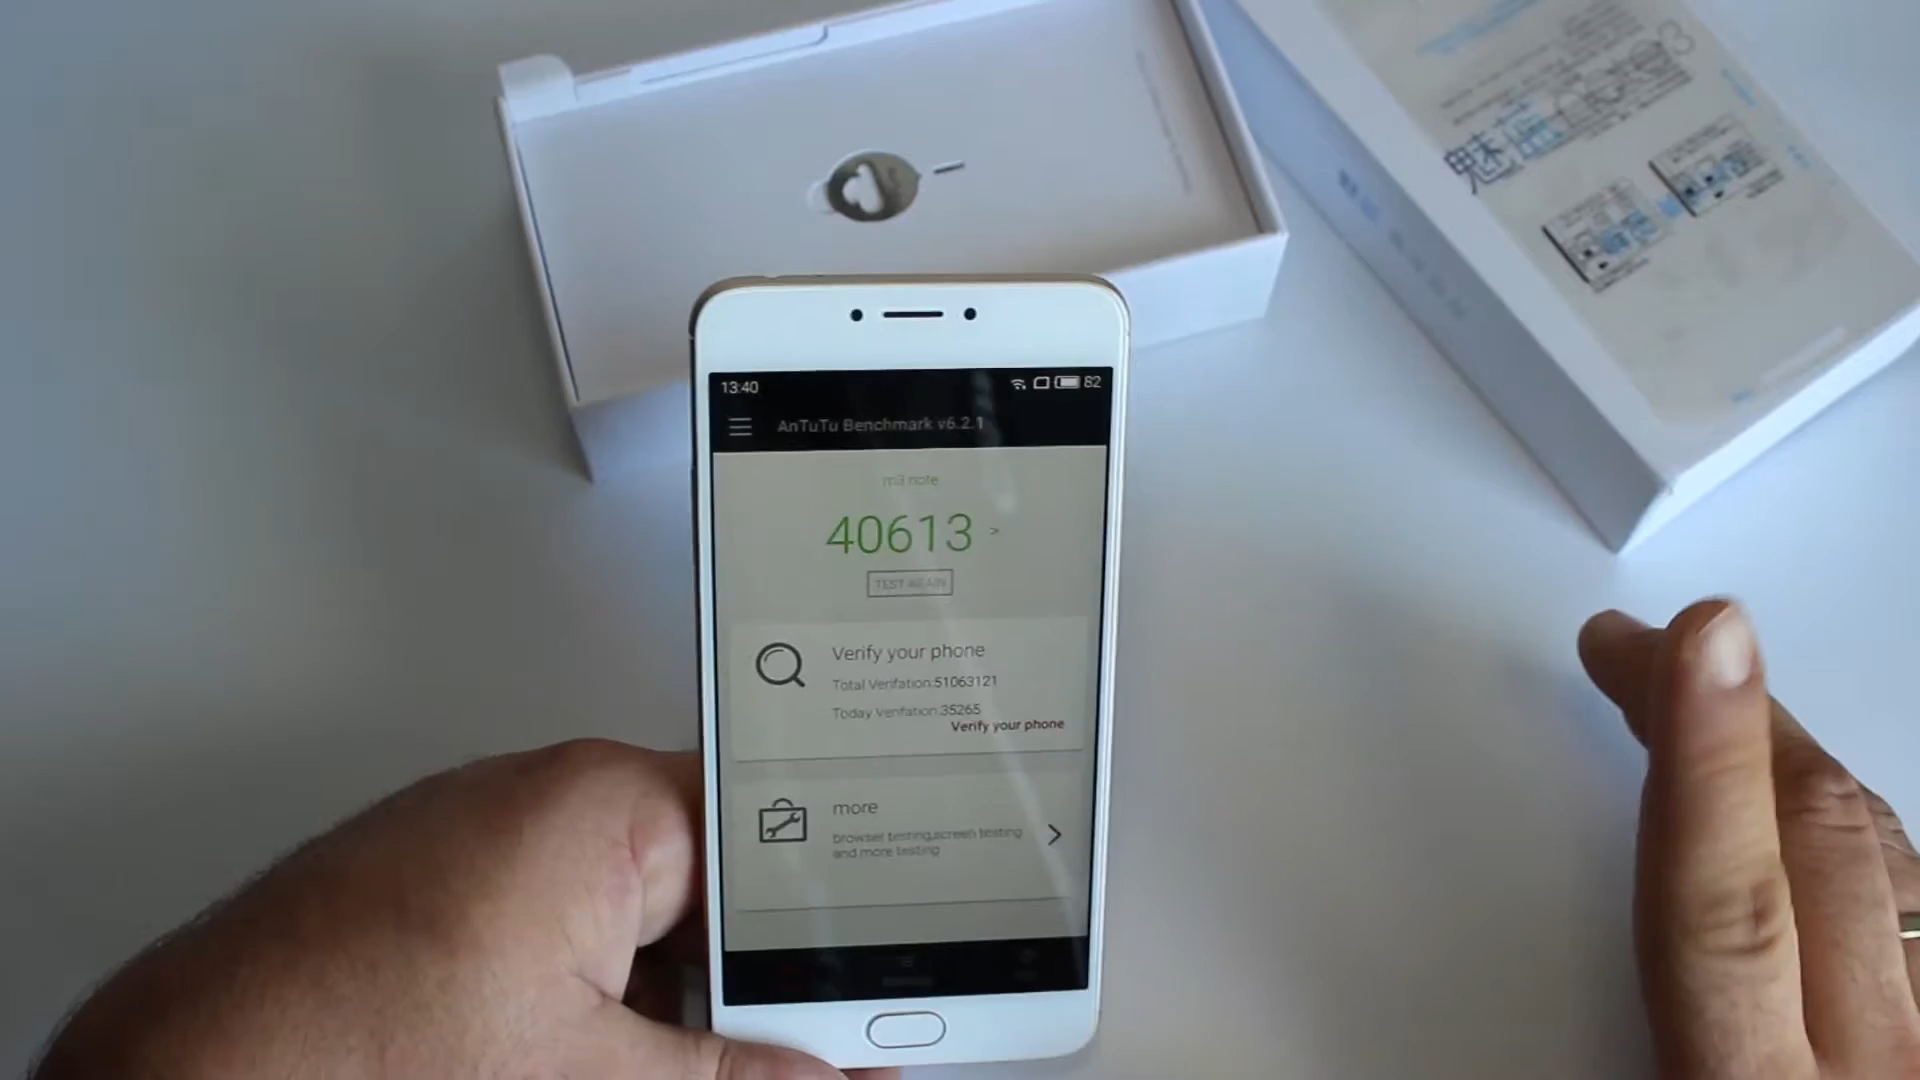 魅蓝 note3
13:40
82
AnTuTu Benchmark v6.2.1
m3 note
40613 >
TEST AGAIN
Verify your phone
Total Verifation:51063121
Today Verifation:35265
Verify your phone
more
browser testing,screen testing
and more testing